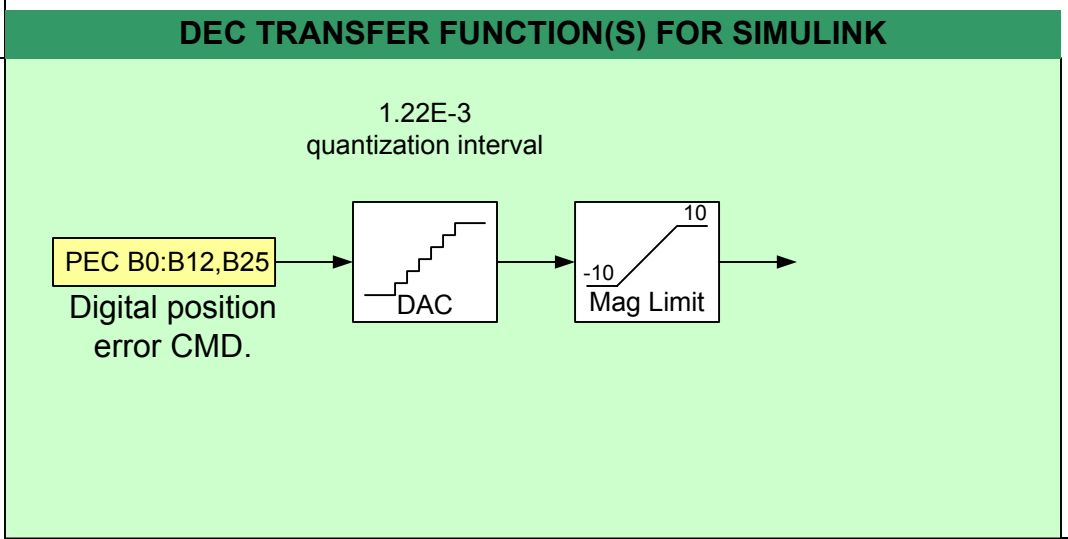 DEC TRANSFER FUNCTION(S) FOR SIMULINK
1.22E-3
quantization interval
PEC B0:B12,B25
Digital position
error CMD.
DAC
10
-10
Mag Limit